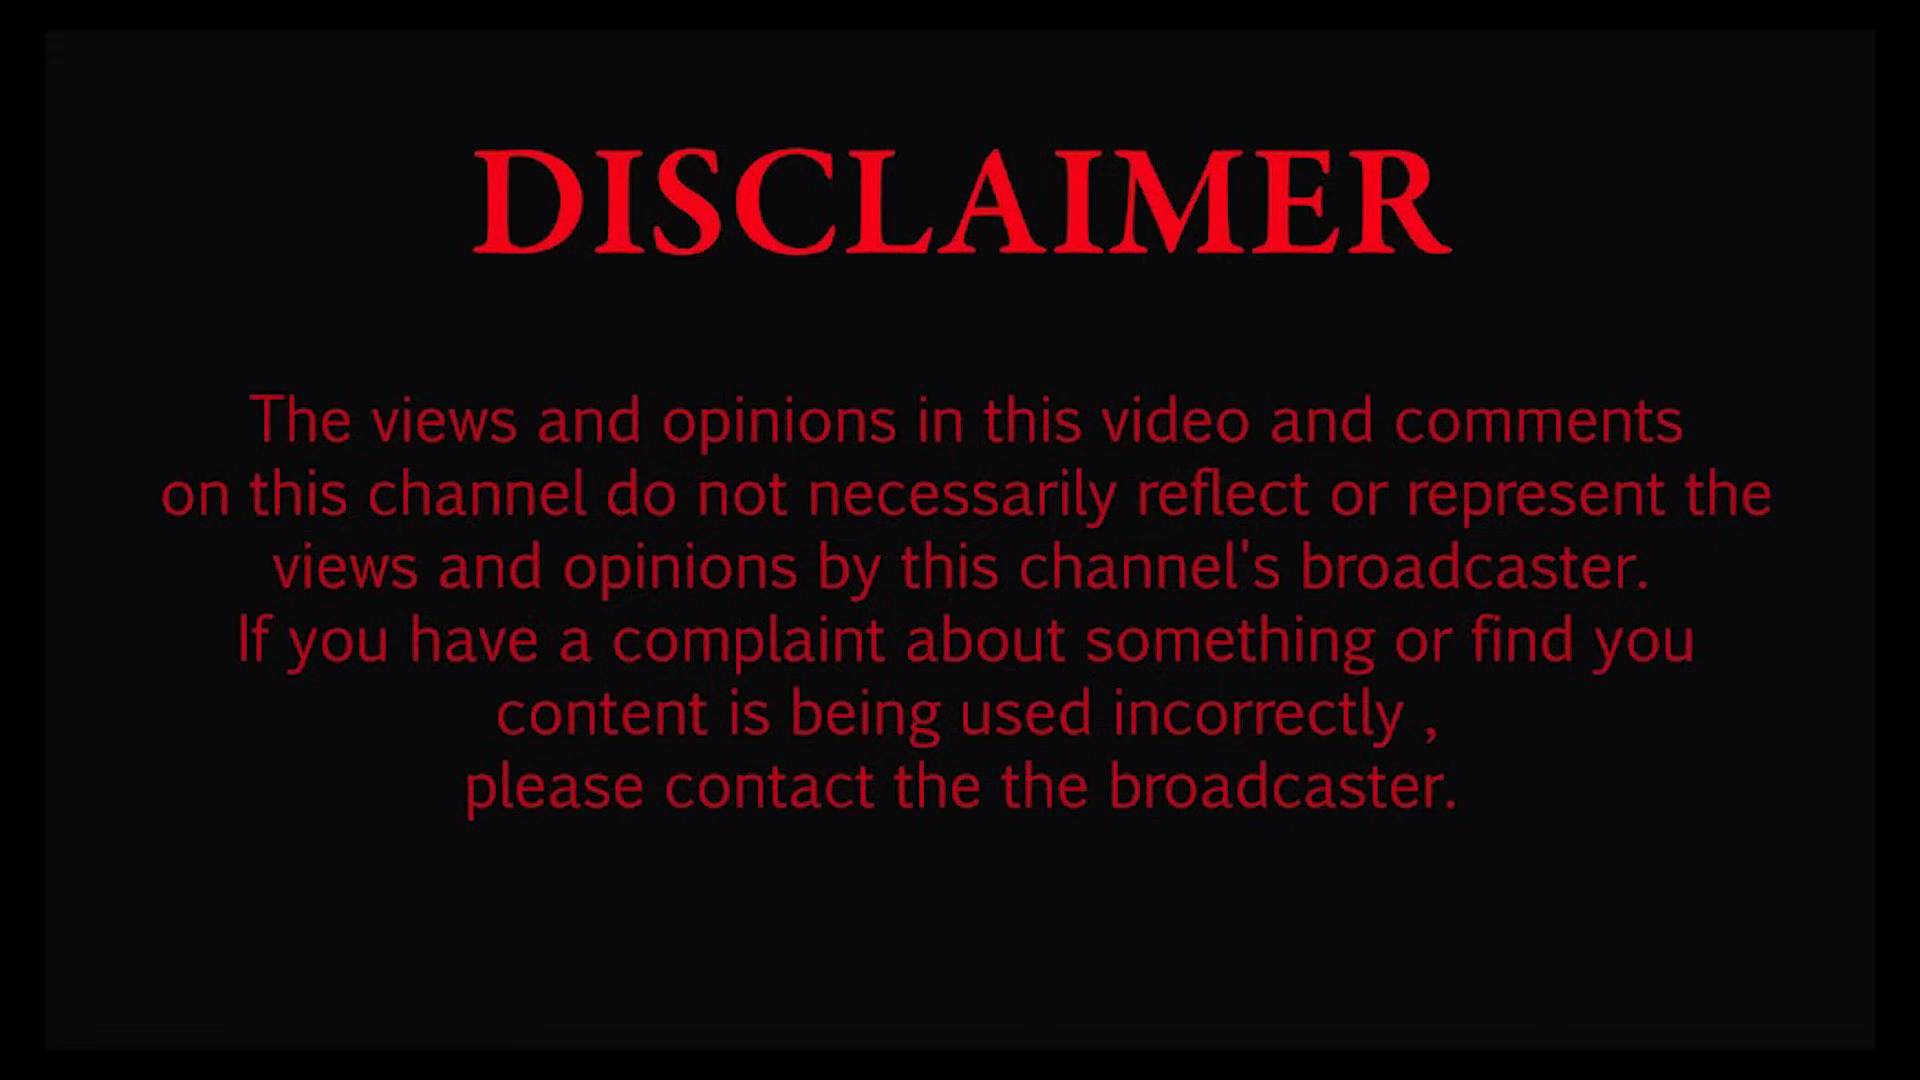 DISCLAIMER
The views and opinions in this video and comments
on this channel do not necessarily reflect or represent the
views and opinions by this channel's broadcaster.
If you have a complaint about something or find you
content is being used incorrectly ,
please contact the the broadcaster.